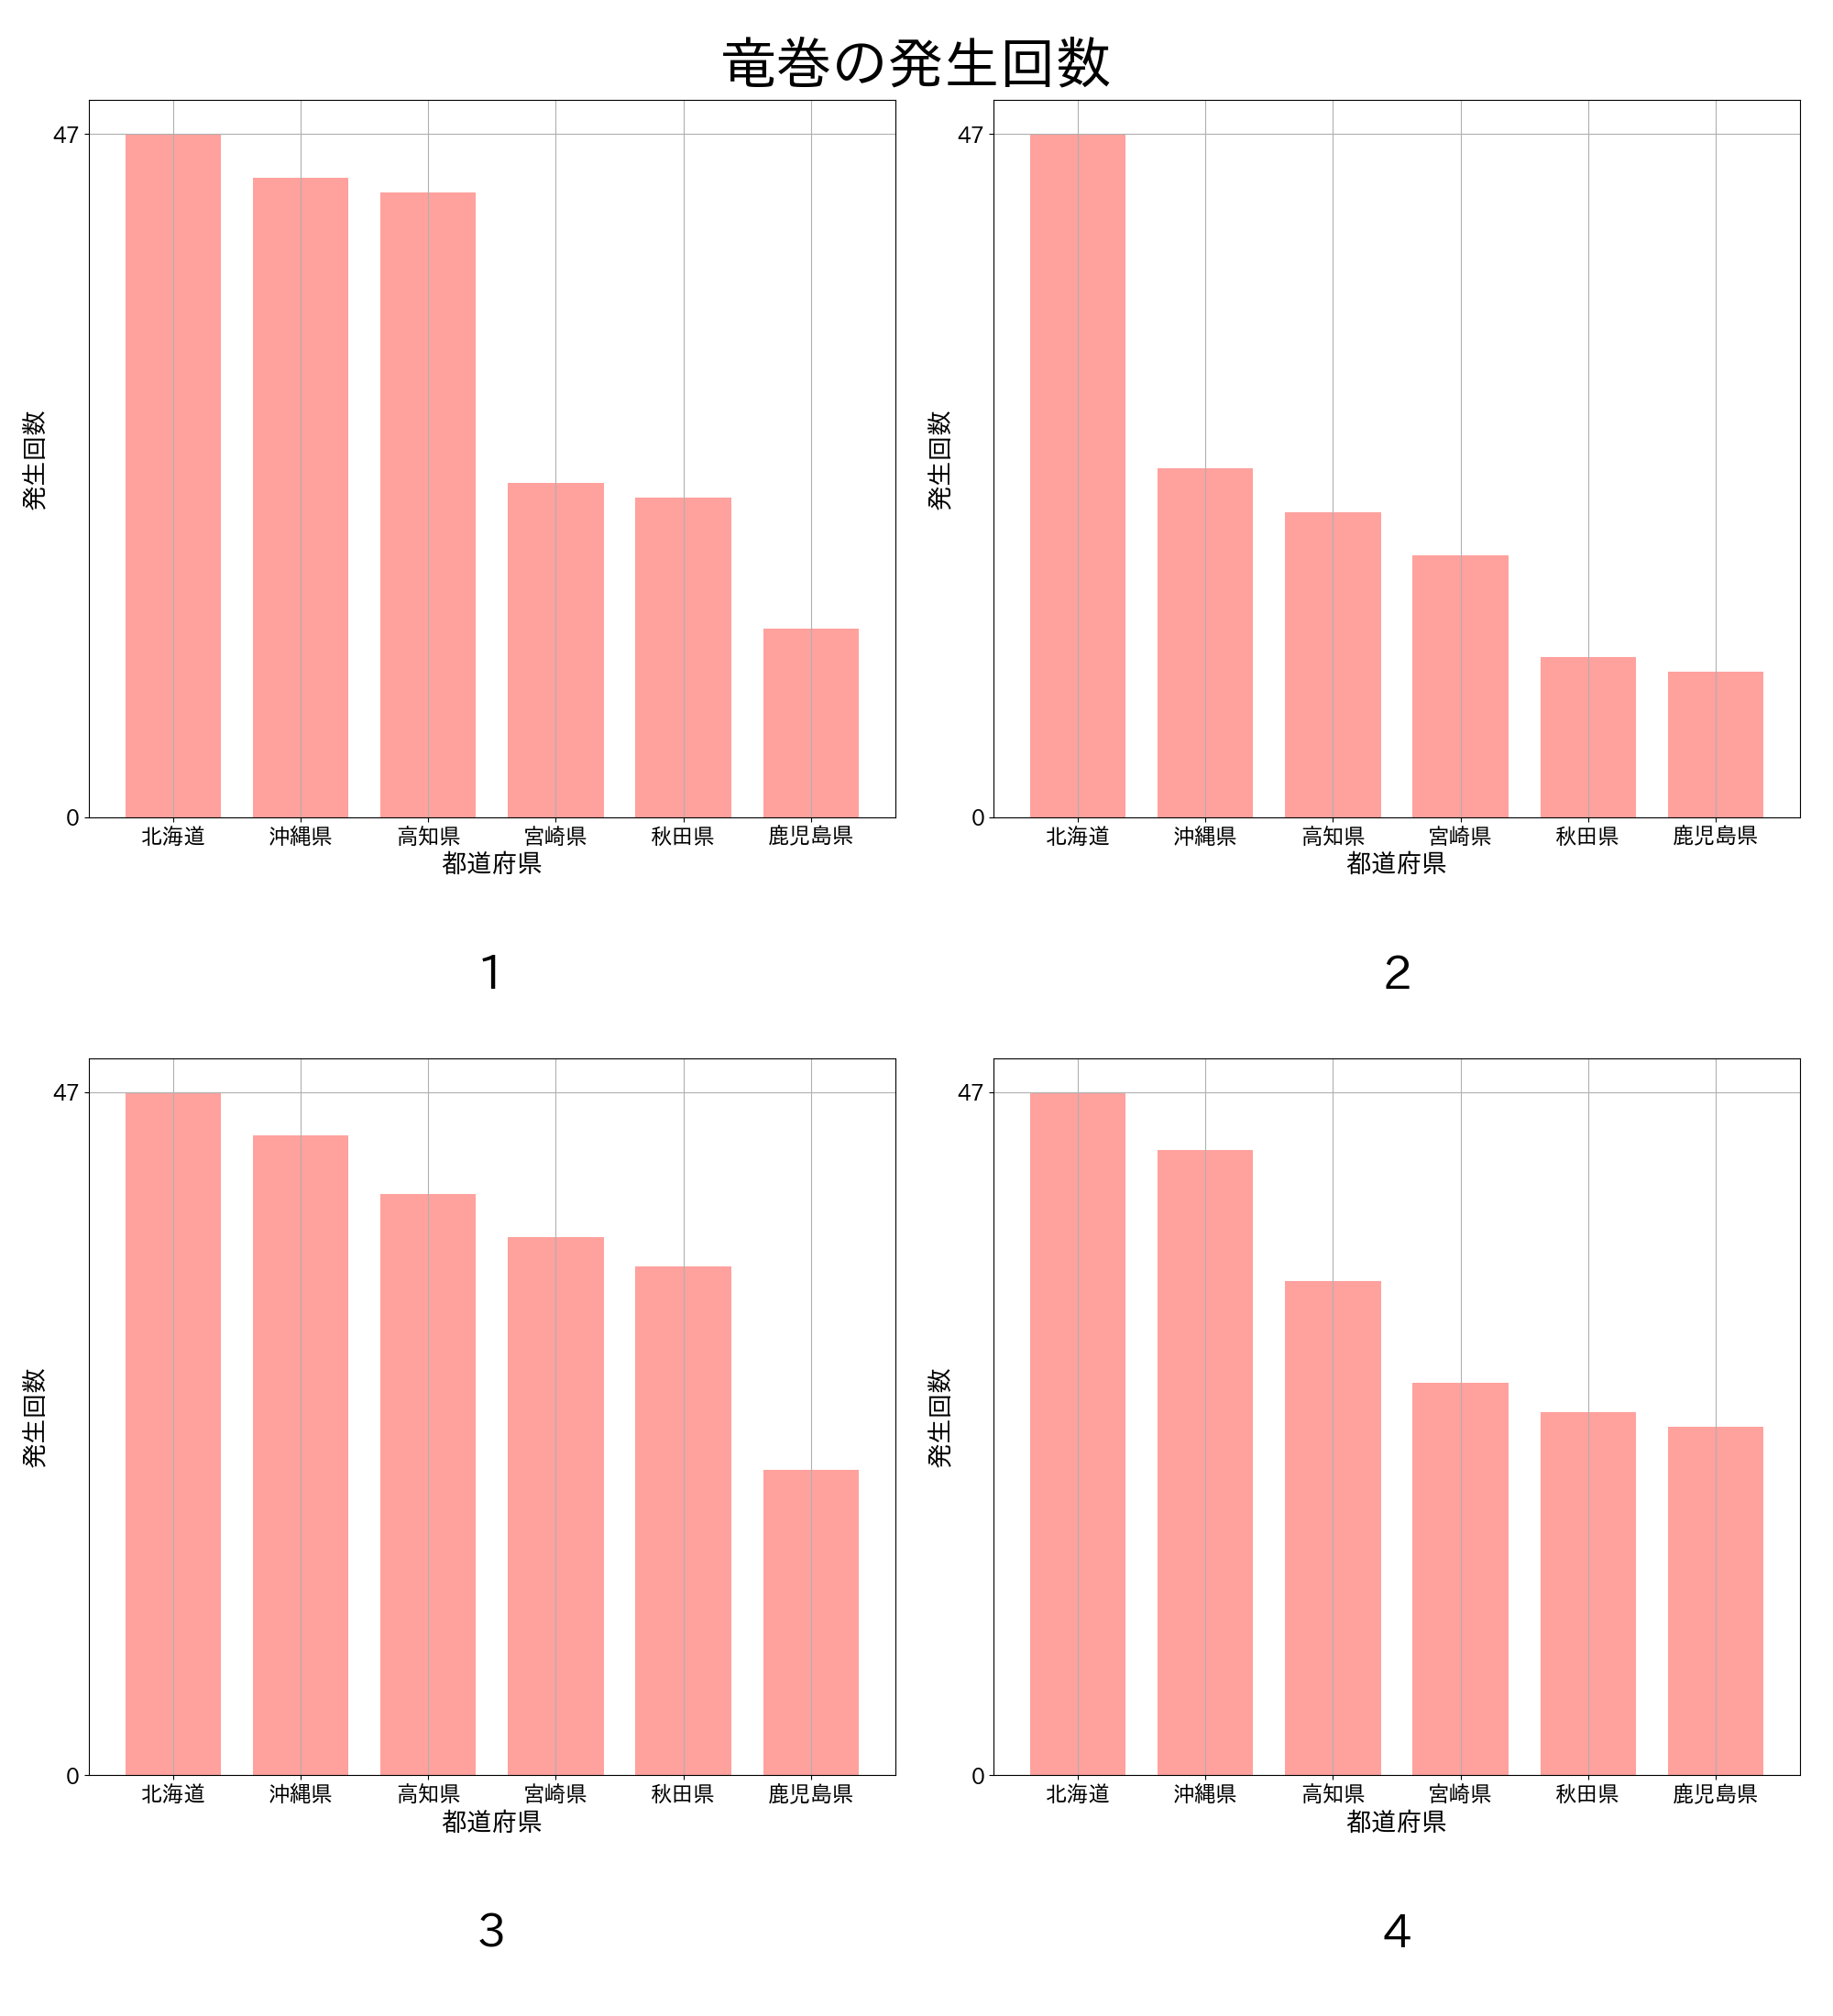 竜巻の発生回数
47
0
発生回数
北海道 沖縄県 高知県 宮崎県 秋田県 鹿児島県
都道府県
1
47
0
発生回数
北海道 沖縄県 高知県 宮崎県 秋田県 鹿児島県
都道府県
2
47
0
発生回数
北海道 沖縄県 高知県 宮崎県 秋田県 鹿児島県
都道府県
3
47
0
発生回数
北海道 沖縄県 高知県 宮崎県 秋田県 鹿児島県
都道府県
4